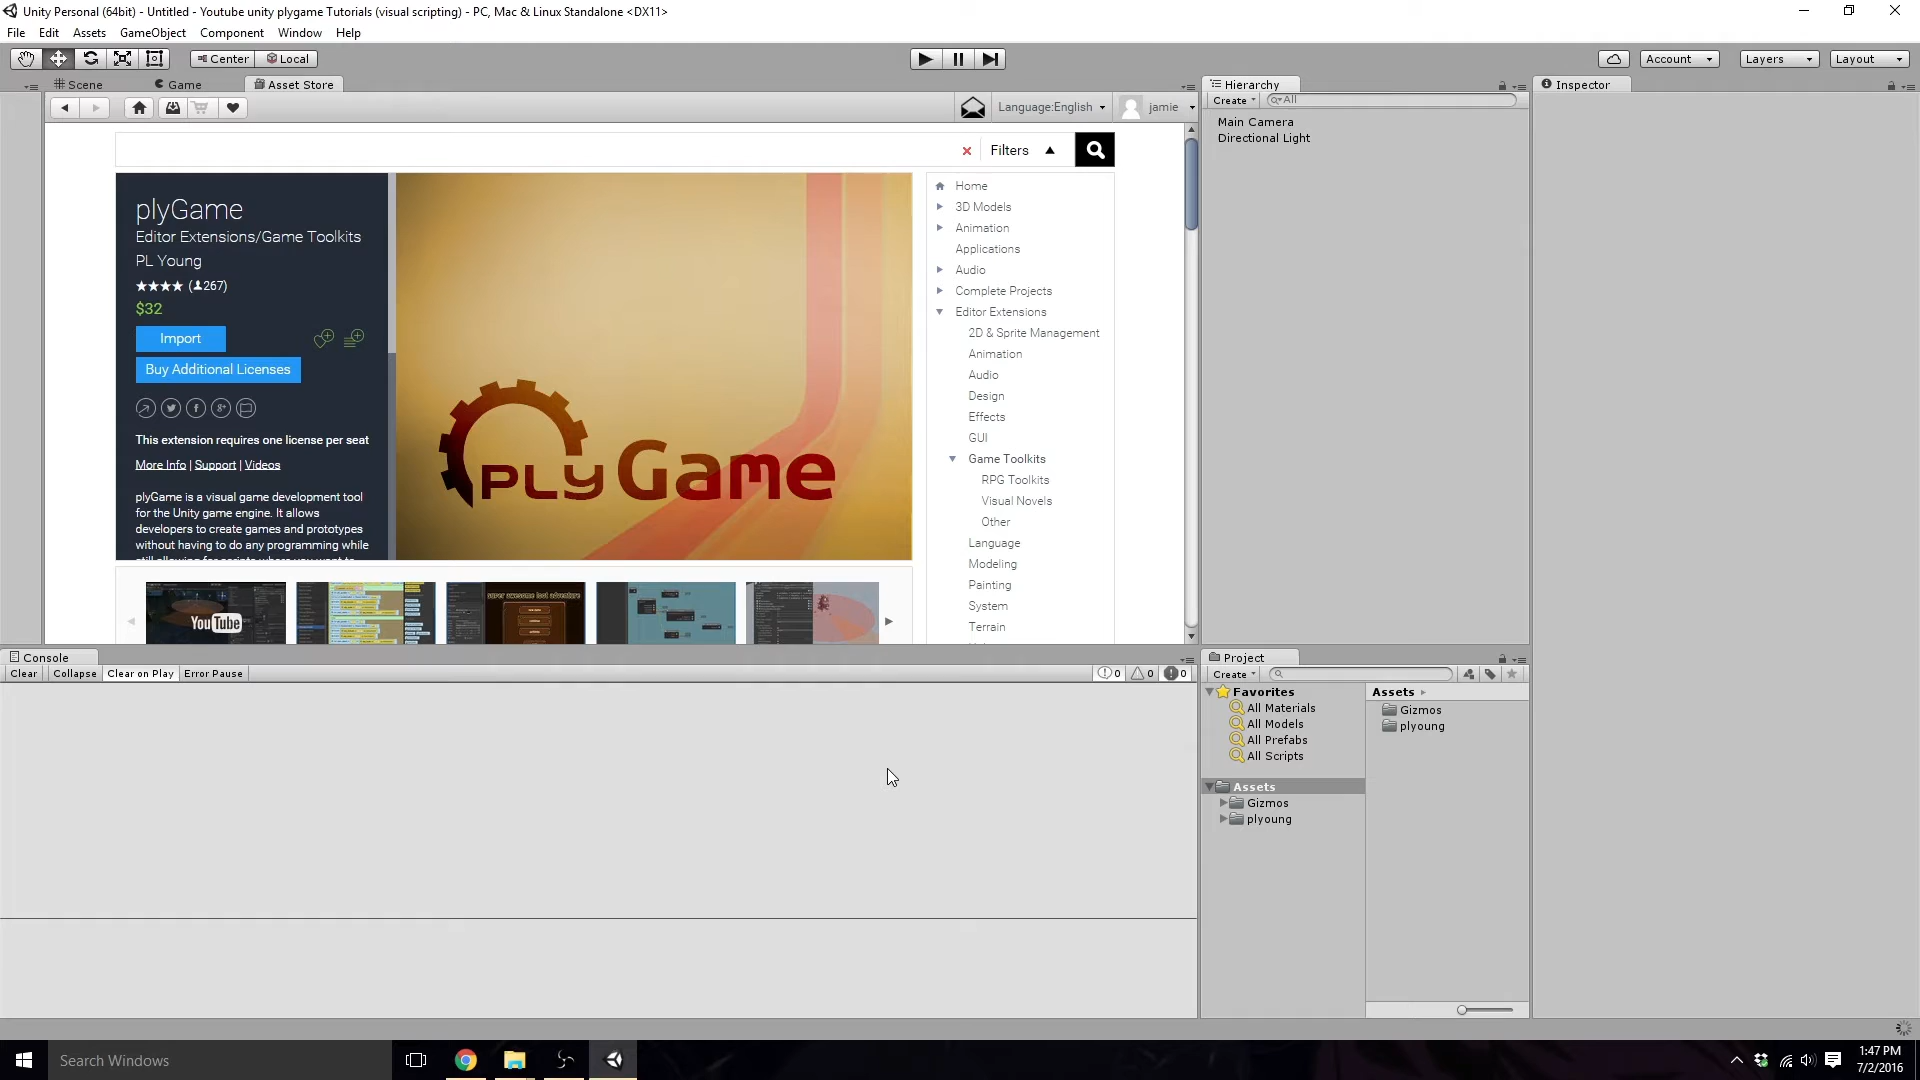 Unity Personal (64bit) - Untitled - Youtube unity plygame Tutorials (visual scripting) - PC, Mac & Linux Standalone <DX11>
File Edit Assets GameObject Component Window Help
Center Local Account Layers Layout
Scene Game Asset Store
Language:English jamie
Filters
plyGame
Editor Extensions/Game Toolkits
PL Young
★★★★ (267)
$32
Import
Buy Additional Licenses
This extension requires one license per seat
More Info | Support | Videos
plyGame is a visual game development tool
for the Unity game engine. It allows
developers to create games and prototypes
without having to do any programming while
PLY Game
YouTube
super awesome loot adventure
Home
3D Models
Animation
Applications
Audio
Complete Projects
Editor Extensions
2D & Sprite Management
Animation
Audio
Design
Effects
GUI
Game Toolkits
RPG Toolkits
Visual Novels
Other
Language
Modeling
Painting
System
Terrain
Hierarchy
Create All
Main Camera
Directional Light
Inspector
Console
Clear Collapse Clear on Play Error Pause
0 0 0
Project
Create
Favorites
All Materials
All Models
All Prefabs
All Scripts
Assets
Gizmos
plyoung
Assets
Gizmos
plyoung
Search Windows
1:47 PM
7/2/2016